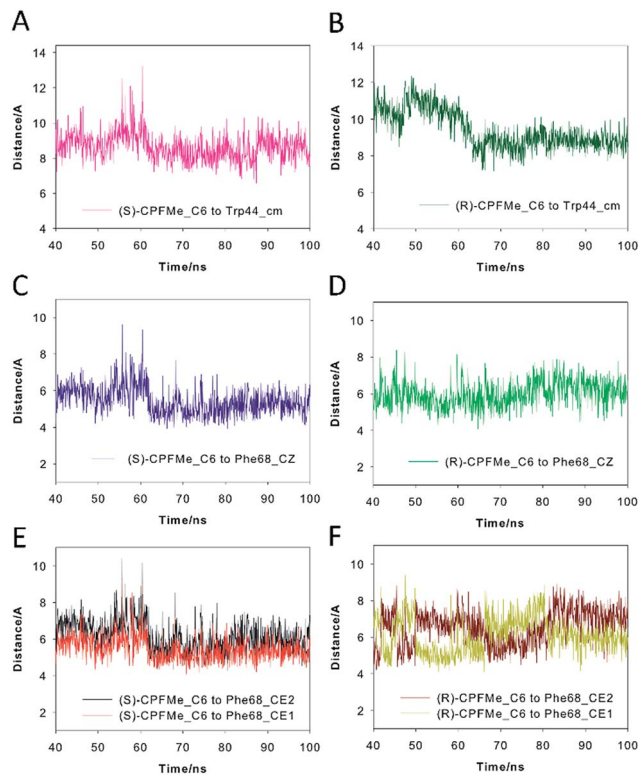 A
14
12
10
8
6
4
Distance/A
(S)-CPFMe_C6 to Trp44_cm
40 50 60 70 80 90 100
Time/ns
B
14
12
10
8
6
4
Distance/A
(R)-CPFMe_C6 to Trp44_cm
40 50 60 70 80 90 100
Time/ns
C
10
8
6
4
2
Distance/A
(S)-CPFMe_C6 to Phe68_CZ
40 50 60 70 80 90 100
Time/ns
D
10
8
6
4
2
Distance/A
(R)-CPFMe_C6 to Phe68_CZ
40 50 60 70 80 90 100
Time/ns
E
10
8
6
4
2
Distance/A
(S)-CPFMe_C6 to Phe68_CE2
(S)-CPFMe_C6 to Phe68_CE1
40 50 60 70 80 90 100
Time/ns
F
10
8
6
4
2
Distance/A
(R)-CPFMe_C6 to Phe68_CE2
(R)-CPFMe_C6 to Phe68_CE1
40 50 60 70 80 90 100
Time/ns